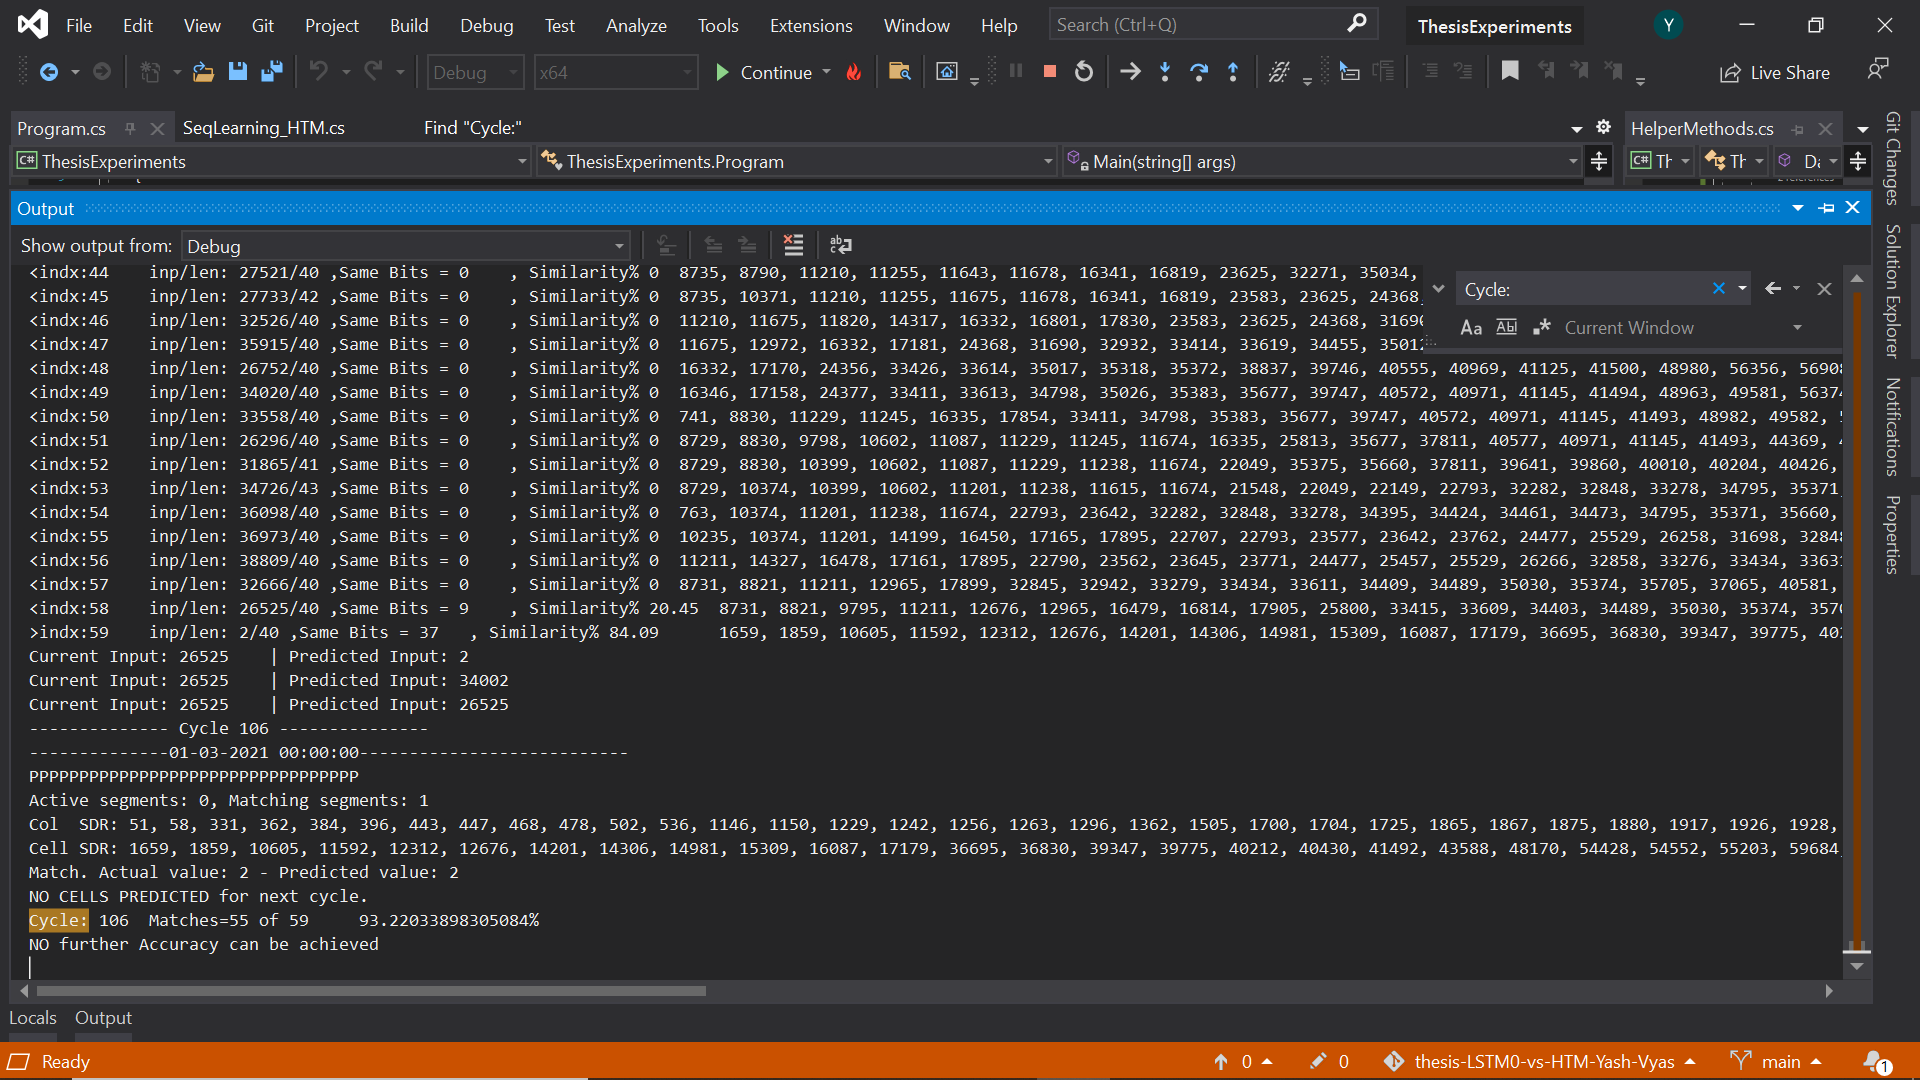 File Edit View Git Project Build Debug Test Analyze Tools Extensions Window Help Search (Ctrl+Q) ThesisExperiments Y
Debug x64 Continue Live Share
Program.cs SeqLearning_HTM.cs Find "Cycle:" HelperMethods.cs
C# ThesisExperiments ThesisExperiments.Program Main(string[] args) C# Th Th Da
Output
Show output from: Debug
<indx:44 inp/len: 27521/40 ,Same Bits = 0 , Similarity% 0 8735, 8790, 11210, 11255, 11643, 11678, 16341, 16819, 23625, 32271, 35034,
<indx:45 inp/len: 27733/42 ,Same Bits = 0 , Similarity% 0 8735, 10371, 11210, 11255, 11675, 11678, 16341, 16819, 23583, 23625, 24368,
<indx:46 inp/len: 32526/40 ,Same Bits = 0 , Similarity% 0 11210, 11675, 11820, 14317, 16332, 16801, 17830, 23583, 23625, 24368, 31690
<indx:47 inp/len: 35915/40 ,Same Bits = 0 , Similarity% 0 11675, 12972, 16332, 17181, 24368, 31690, 32932, 33414, 33619, 34455, 35012
<indx:48 inp/len: 26752/40 ,Same Bits = 0 , Similarity% 0 16332, 17170, 24356, 33426, 33614, 35017, 35318, 35372, 38837, 39746, 40555, 40969, 41125, 41500, 48980, 56356, 56908
<indx:49 inp/len: 34020/40 ,Same Bits = 0 , Similarity% 0 16346, 17158, 24377, 33411, 33613, 34798, 35026, 35383, 35677, 39747, 40572, 40971, 41145, 41494, 48963, 49581, 56374
<indx:50 inp/len: 33558/40 ,Same Bits = 0 , Similarity% 0 741, 8830, 11229, 11245, 16335, 17854, 33411, 34798, 35383, 35677, 39747, 40572, 40971, 41145, 41493, 48982, 49582,
<indx:51 inp/len: 26296/40 ,Same Bits = 0 , Similarity% 0 8729, 8830, 9798, 10602, 11087, 11229, 11245, 11674, 16335, 25813, 35677, 37811, 40577, 40971, 41145, 41493, 44369,
<indx:52 inp/len: 31865/41 ,Same Bits = 0 , Similarity% 0 8729, 8830, 10399, 10602, 11087, 11229, 11238, 11674, 22049, 35375, 35660, 37811, 39641, 39860, 40010, 40204, 40426,
<indx:53 inp/len: 34726/43 ,Same Bits = 0 , Similarity% 0 8729, 10374, 10399, 10602, 11201, 11238, 11615, 11674, 21548, 22049, 22149, 22793, 32282, 32848, 33278, 34795, 35371,
<indx:54 inp/len: 36098/40 ,Same Bits = 0 , Similarity% 0 763, 10374, 11201, 11238, 11674, 22793, 23642, 32282, 32848, 33278, 34395, 34424, 34461, 34473, 34795, 35371, 35660,
<indx:55 inp/len: 36973/40 ,Same Bits = 0 , Similarity% 0 10235, 10374, 11201, 14199, 16450, 17165, 17895, 22707, 22793, 23577, 23642, 23762, 24477, 25529, 26258, 31698, 32848
<indx:56 inp/len: 38809/40 ,Same Bits = 0 , Similarity% 0 11211, 14327, 16478, 17161, 17895, 22790, 23562, 23645, 23771, 24477, 25457, 25529, 26266, 32858, 33276, 33434, 33631
<indx:57 inp/len: 32666/40 ,Same Bits = 0 , Similarity% 0 8731, 8821, 11211, 12965, 17899, 32845, 32942, 33279, 33434, 33611, 34409, 34489, 35030, 35374, 35705, 37065, 40581,
<indx:58 inp/len: 26525/40 ,Same Bits = 9 , Similarity% 20.45 8731, 8821, 9795, 11211, 12676, 12965, 16479, 16814, 17905, 25800, 33415, 33609, 34403, 34489, 35030, 35374, 3570
>indx:59 inp/len: 2/40 ,Same Bits = 37 , Similarity% 84.09 1659, 1859, 10605, 11592, 12312, 12676, 14201, 14306, 14981, 15309, 16087, 17179, 36695, 36830, 39347, 39775, 402
Current Input: 26525 | Predicted Input: 2
Current Input: 26525 | Predicted Input: 34002
Current Input: 26525 | Predicted Input: 26525
-------------- Cycle 106 ---------------
--------------01-03-2021 00:00:00---------------------------
PPPPPPPPPPPPPPPPPPPPPPPPPPPPPPPPP
Active segments: 0, Matching segments: 1
Col SDR: 51, 58, 331, 362, 384, 396, 443, 447, 468, 478, 502, 536, 1146, 1150, 1229, 1242, 1256, 1263, 1296, 1362, 1505, 1700, 1704, 1725, 1865, 1867, 1875, 1880, 1917, 1926, 1928,
Cell SDR: 1659, 1859, 10605, 11592, 12312, 12676, 14201, 14306, 14981, 15309, 16087, 17179, 36695, 36830, 39347, 39775, 40212, 40430, 41492, 43588, 48170, 54428, 54552, 55203, 59684,
Match. Actual value: 2 - Predicted value: 2
NO CELLS PREDICTED for next cycle.
Cycle: 106 Matches=55 of 59 93.22033898305084%
NO further Accuracy can be achieved
Cycle:
Aa Abl .* Current Window
Git Changes
Solution Explorer
Notifications
Properties
Locals Output
Ready 0 0 thesis-LSTM0-vs-HTM-Yash-Vyas main 1